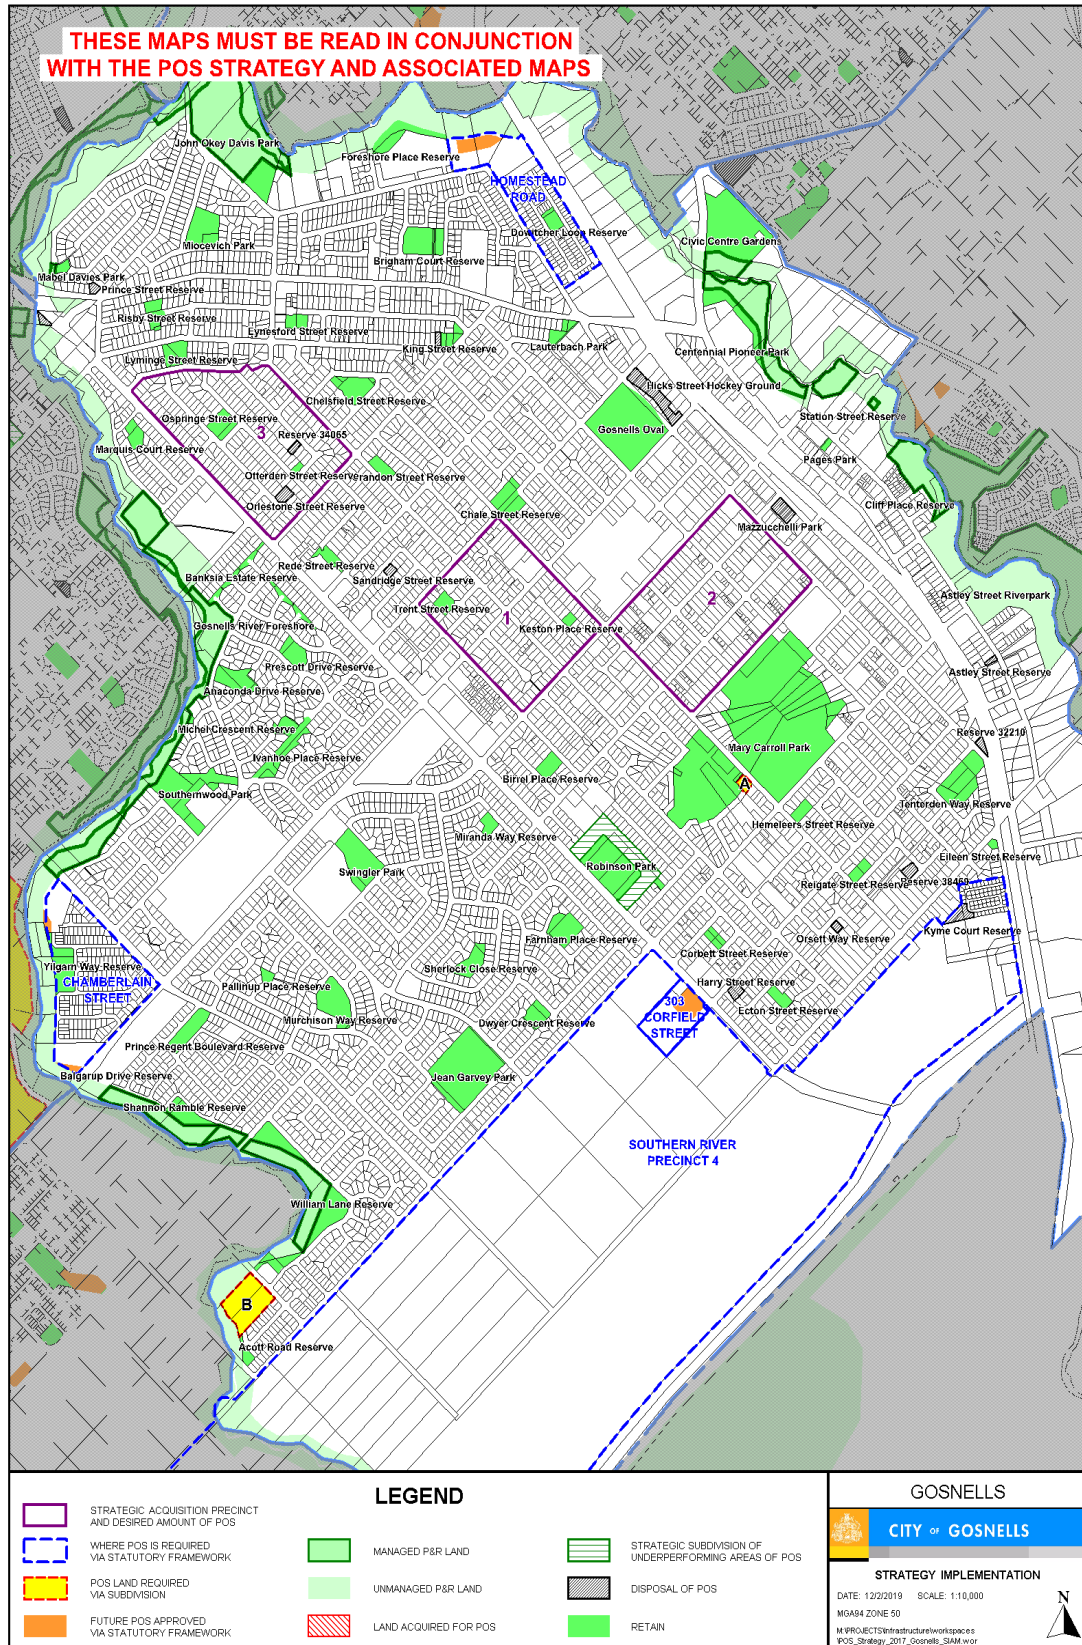 THESE MAPS MUST BE READ IN CONJUNCTION
WITH THE POS STRATEGY AND ASSOCIATED MAPS
John Okey Davis Park
Foreshore Place Reserve
HOMESTEAD
ROAD
Dowitcher Loop Reserve
Civic Centre Gardens
Miocevich Park
Brigham Court Reserve
Mabel Davies Park
Prince Street Reserve
Risby Street Reserve
Eynesford Street Reserve
King Street Reserve
Lauterbach Park
Centennial Pioneer Park
Lyminge Street Reserve
Hicks Street Hockey Ground
Chelsfield Street Reserve
Station Street Reserve
Ospringe Street Reserve
3
Reserve 34065
Gosnells Oval
Marquis Court Reserve
Pages Park
Otterden Street Reserve
randon Street Reserve
Orlestone Street Reserve
Chale Street Reserve
Cliff Place Reserve
Mazzucchelli Park
Rede Street Reserve
Banksia Estate Reserve
Sandridge Street Reserve
Astley Street Riverpark
Trent Street Reserve
1
2
Gosnells River Foreshore
Keston Place Reserve
Prescott Drive Reserve
Astley Street Reserve
Anaconda Drive Reserve
Michel Crescent Reserve
Reserve 32210
Ivanhoe Place Reserve
Mary Carroll Park
Birrel Place Reserve
A
Southernwood Park
Tenterden Way Reserve
Hemeleers Street Reserve
Miranda Way Reserve
Eileen Street Reserve
Swingler Park
Robinson Park
Reigate Street Reserve
Reserve 38460
Kyme Court Reserve
Farnham Place Reserve
Orsett Way Reserve
Corbett Street Reserve
Yilgarn Way Reserve
CHAMBERLAIN
STREET
Sherlock Close Reserve
Pallinup Place Reserve
Harry Street Reserve
303
CORFIELD
STREET
Ecton Street Reserve
Murchison Way Reserve
Dwyer Crescent Reserve
Prince Regent Boulevard Reserve
Balgarup Drive Reserve
Jean Garvey Park
Shannon Ramble Reserve
SOUTHERN RIVER
PRECINCT 4
William Lane Reserve
B
Acott Road Reserve
LEGEND
STRATEGIC ACQUISITION PRECINCT
AND DESIRED AMOUNT OF POS
WHERE POS IS REQUIRED
VIA STATUTORY FRAMEWORK
POS LAND REQUIRED
VIA SUBDIVISION
FUTURE POS APPROVED
VIA STATUTORY FRAMEWORK
MANAGED P&R LAND
UNMANAGED P&R LAND
LAND ACQUIRED FOR POS
STRATEGIC SUBDIVISION OF
UNDERPERFORMING AREAS OF POS
DISPOSAL OF POS
RETAIN
GOSNELLS
CITY OF GOSNELLS
STRATEGY IMPLEMENTATION
DATE: 12/2/2019 SCALE: 1:10,000
MGA94 ZONE 50
N
M:\PROJECTS\Infrastructure\workspaces
\POS_Strategy_2017_Gosnells_SIAM.wor